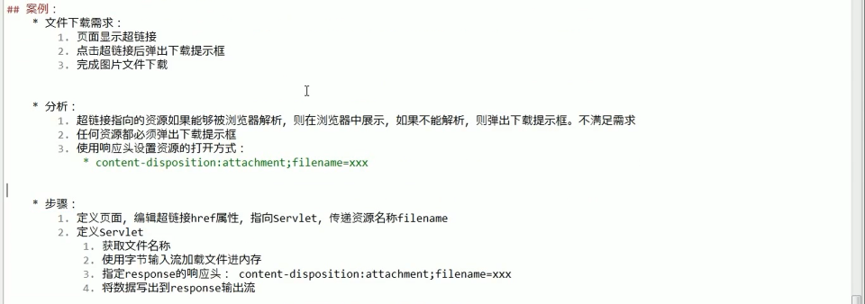 ## 案例：
* 文件下载需求：
1. 页面显示超链接
2. 点击超链接后弹出下载提示框
3. 完成图片文件下载
* 分析：
1. 超链接指向的资源如果能够被浏览器解析，则在浏览器中展示，如果不能解析，则弹出下载提示框。不满足需求
2. 任何资源都必须弹出下载提示框
3. 使用响应头设置资源的打开方式：
* content-disposition:attachment;filename=xxx
* 步骤：
1. 定义页面，编辑超链接href属性，指向Servlet，传递资源名称filename
2. 定义Servlet
1. 获取文件名称
2. 使用字节输入流加载文件进内存
3. 指定response的响应头： content-disposition:attachment;filename=xxx
4. 将数据写出到response输出流